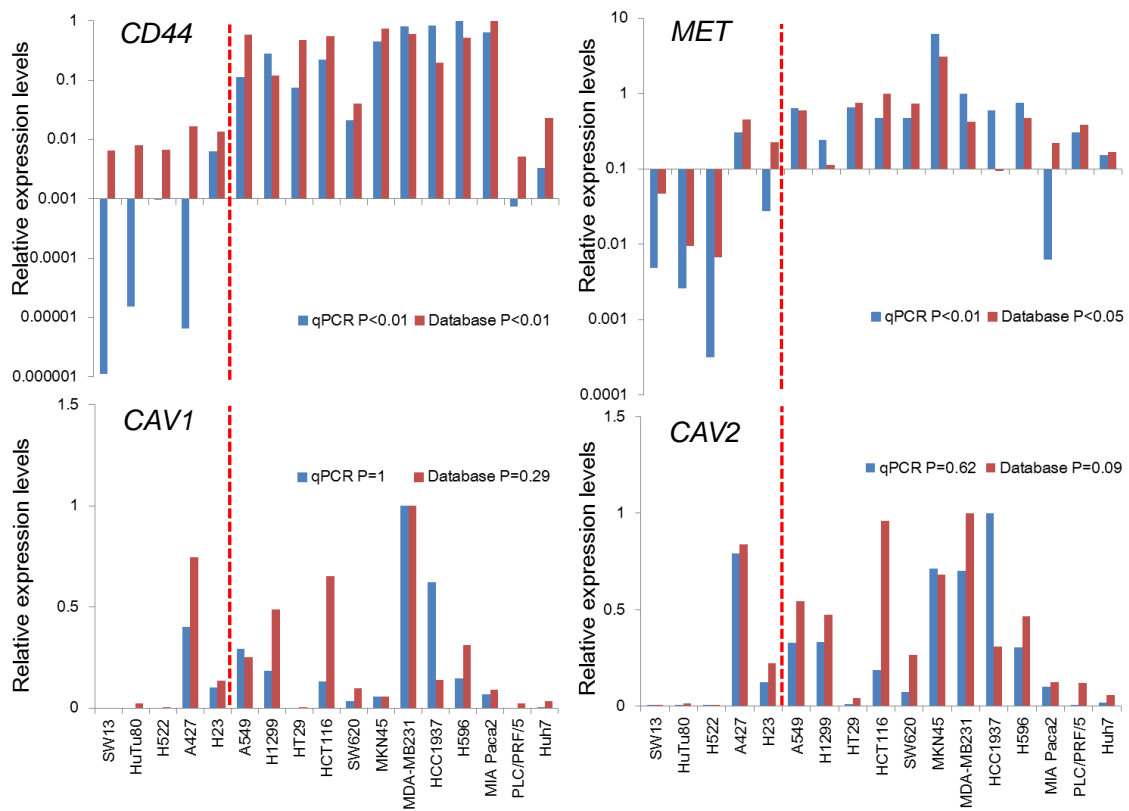 CD44
Relative expression levels
1
0.1
0.01
0.001
0.0001
0.00001
0.000001
qPCR P<0.01 Database P<0.01
MET
Relative expression levels
10
1
0.1
0.01
0.001
0.0001
qPCR P<0.01 Database P<0.05
CAV1
Relative expression levels
1.5
1
0.5
0
qPCR P=1 Database P=0.29
SW13
HuTu80
H522
A427
H23
A549
H1299
HT29
HCT116
SW620
MKN45
MDA-MB231
HCC1937
H596
MIA Paca2
PLC/PRF/5
Huh7
CAV2
Relative expression levels
1.5
1
0.5
0
qPCR P=0.62 Database P=0.09
SW13
HuTu80
H522
A427
H23
A549
H1299
HT29
HCT116
SW620
MKN45
MDA-MB231
HCC1937
H596
MIA Paca2
PLC/PRF/5
Huh7